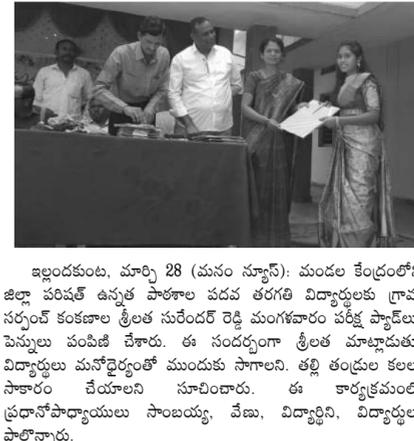 ఇల్లందకుంట, మార్చి 28 (మనం న్యూస్): మండల కేంద్రంలో
జిల్లా పరిషత్ ఉన్నత పాఠశాల పదవ తరగతి విద్యార్థులకు గ్రామ
సర్పంచ్ కంకణాల శ్రీలత సురేందర్ రెడ్డి మంగళవారం పరీక్ష ప్యాడ్‌లు
పెన్నులు పంపిణి చేశారు. ఈ సందర్భంగా శ్రీలత మాట్లాడుతు
విద్యార్థులు మనోధైర్యంతో ముందుకు సాగాలని. తల్లి తండ్రుల కలల
సాకారం చేయాలని సూచించారు. ఈ కార్యక్రమంలో
ప్రధానోపాధ్యాయులు సాంబయ్య, వేణు, విద్యార్థిని, విద్యార్థుల
పాల్గొన్నారు.